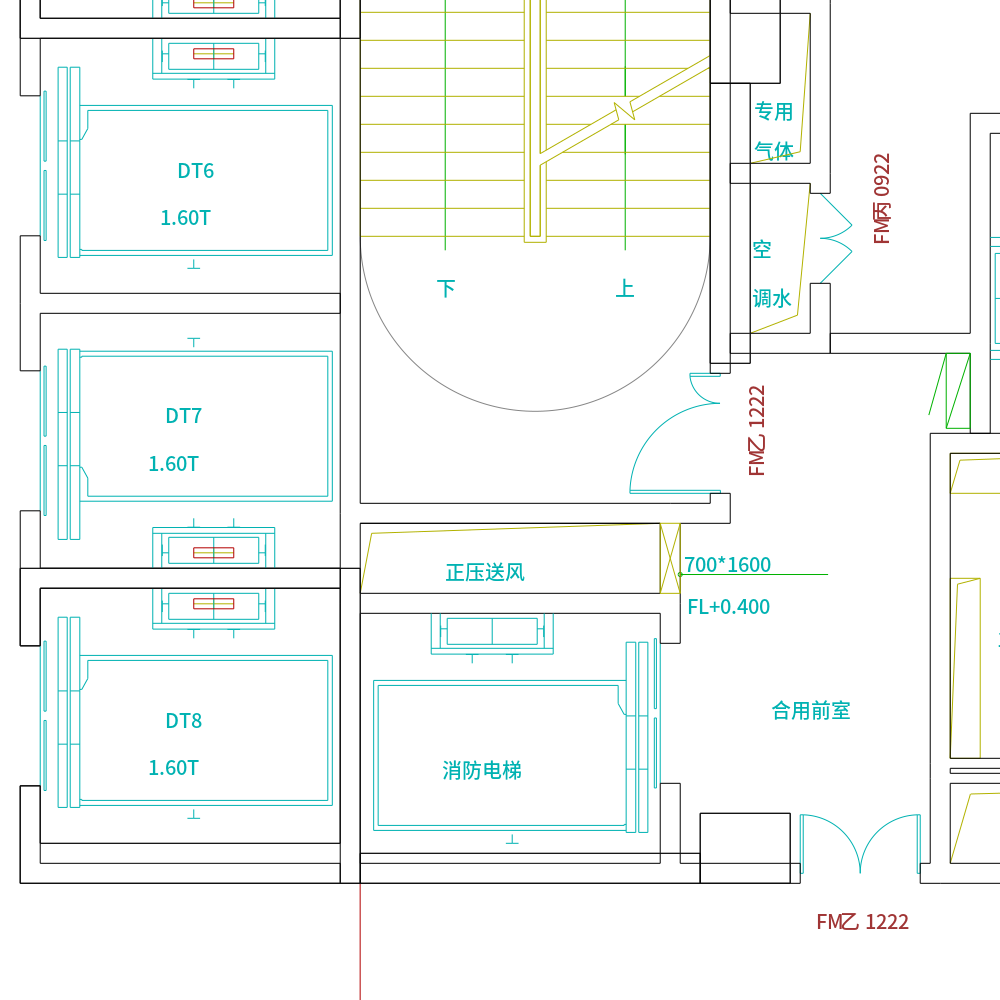 专用
气体
DT6
1.60T
FM丙 0922
空
调水
下
上
DT7
1.60T
FM乙 1222
正压送风
700*1600
FL+0.400
DT8
1.60T
合用前室
消防电梯
FM乙 1222